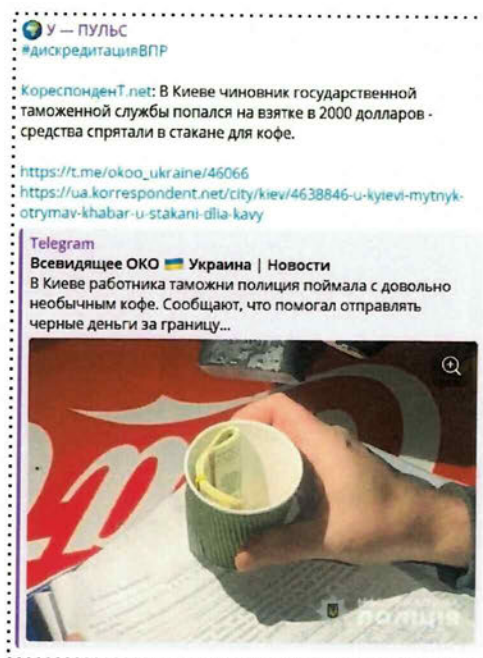 У — ПУЛЬС
#дискредитацияВПР
КореспонденТ.net: В Киеве чиновник государственной
таможенной службы попался на взятке в 2000 долларов -
средства спрятали в стакане для кофе.
https://t.me/okoo_ukraine/46066
https://ua.korrespondent.net/city/kiev/4638846-u-kyievi-mytnyk-
otrymav-khabar-u-stakani-dlia-kavy
Telegram
Всевидящее ОКО 🇺🇦 Украина | Новости
В Киеве работника таможни полиция поймала с довольно
необычным кофе. Сообщают, что помогал отправлять
черные деньги за границу...
поліція